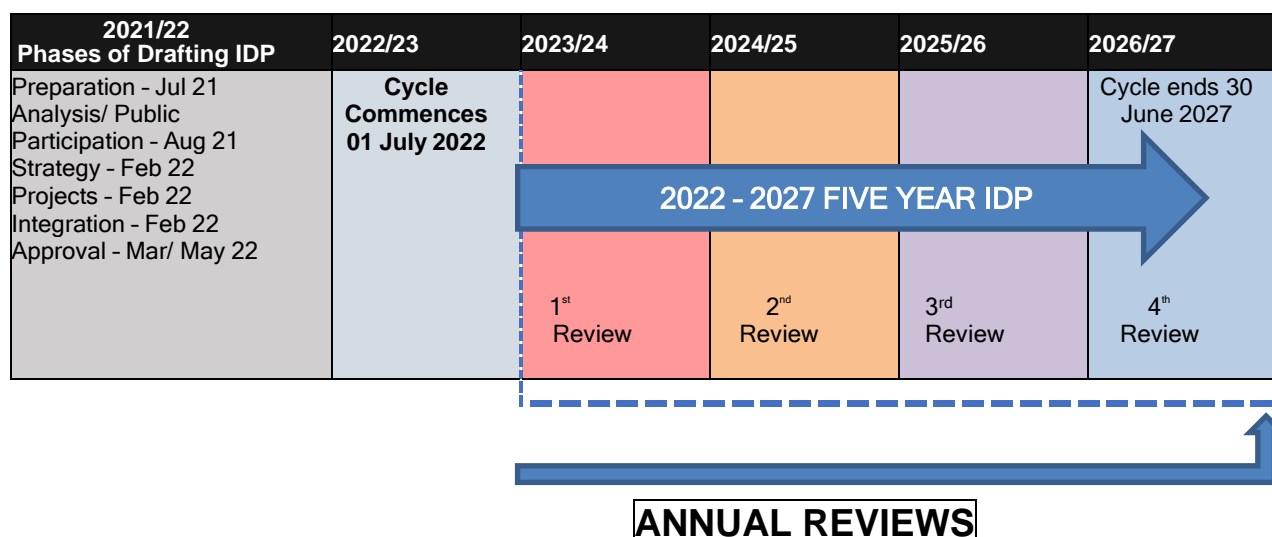 2021/22
Phases of Drafting IDP
2022/23
2023/24
2024/25
2025/26
2026/27
Preparation – Jul 21
Analysis/ Public
Participation – Aug 21
Strategy – Feb 22
Projects – Feb 22
Integration – Feb 22
Approval – Mar/ May 22
Cycle
Commences
01 July 2022
Cycle ends 30
June 2027
2022 – 2027 FIVE YEAR IDP
1st
Review
2nd
Review
3rd
Review
4th
Review
ANNUAL REVIEWS